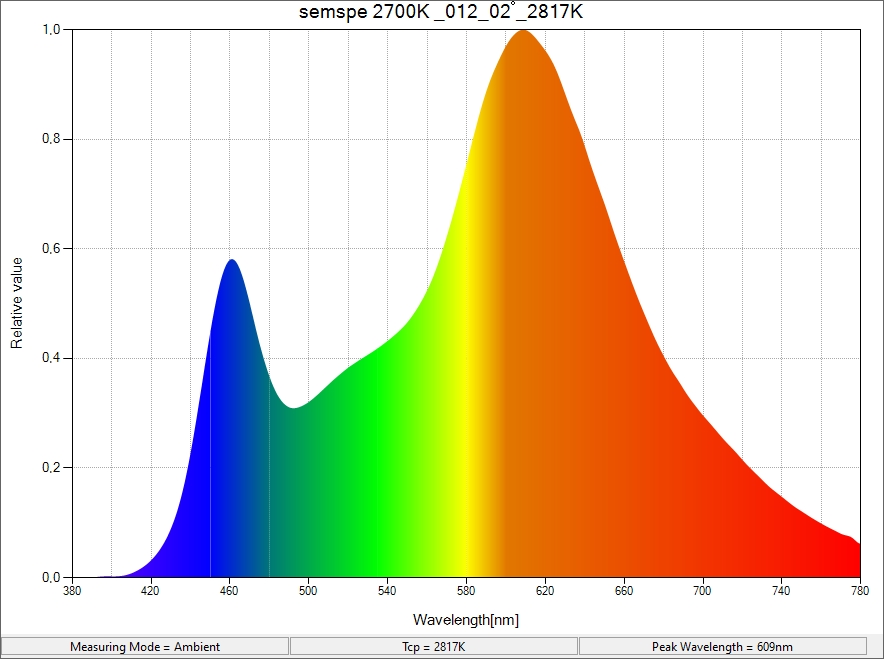 semspe 2700K _012_02°_2817K
1.0
0.8
0.6
0.4
0.2
0.0
Relative value
380 420 460 500 540 580 620 660 700 740 780
Wavelength[nm]
Measuring Mode = Ambient Tcp = 2817K Peak Wavelength = 609nm